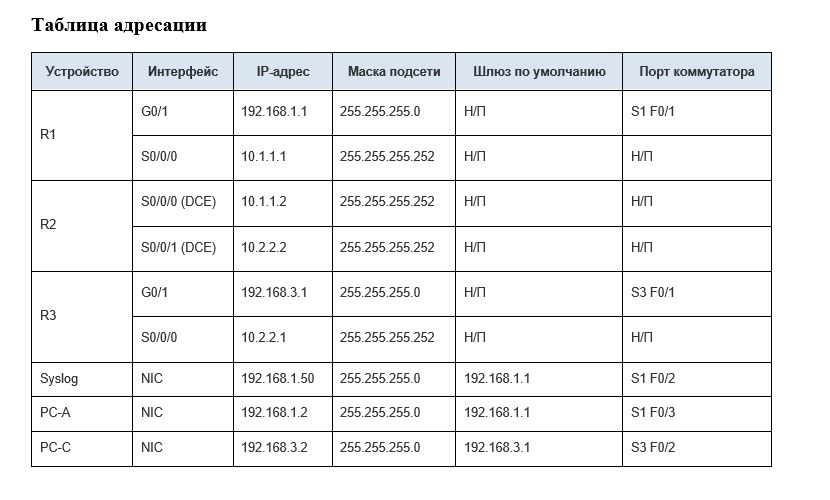 Таблица адресации
Устройство Интерфейс IP-адрес Маска подсети Шлюз по умолчанию Порт коммутатора
R1 G0/1 192.168.1.1 255.255.255.0 Н/П S1 F0/1
S0/0/0 10.1.1.1 255.255.255.252 Н/П Н/П
R2 S0/0/0 (DCE) 10.1.1.2 255.255.255.252 Н/П Н/П
S0/0/1 (DCE) 10.2.2.2 255.255.255.252 Н/П Н/П
R3 G0/1 192.168.3.1 255.255.255.0 Н/П S3 F0/1
S0/0/0 10.2.2.1 255.255.255.252 Н/П Н/П
Syslog NIC 192.168.1.50 255.255.255.0 192.168.1.1 S1 F0/2
PC-A NIC 192.168.1.2 255.255.255.0 192.168.1.1 S1 F0/3
PC-C NIC 192.168.3.2 255.255.255.0 192.168.3.1 S3 F0/2